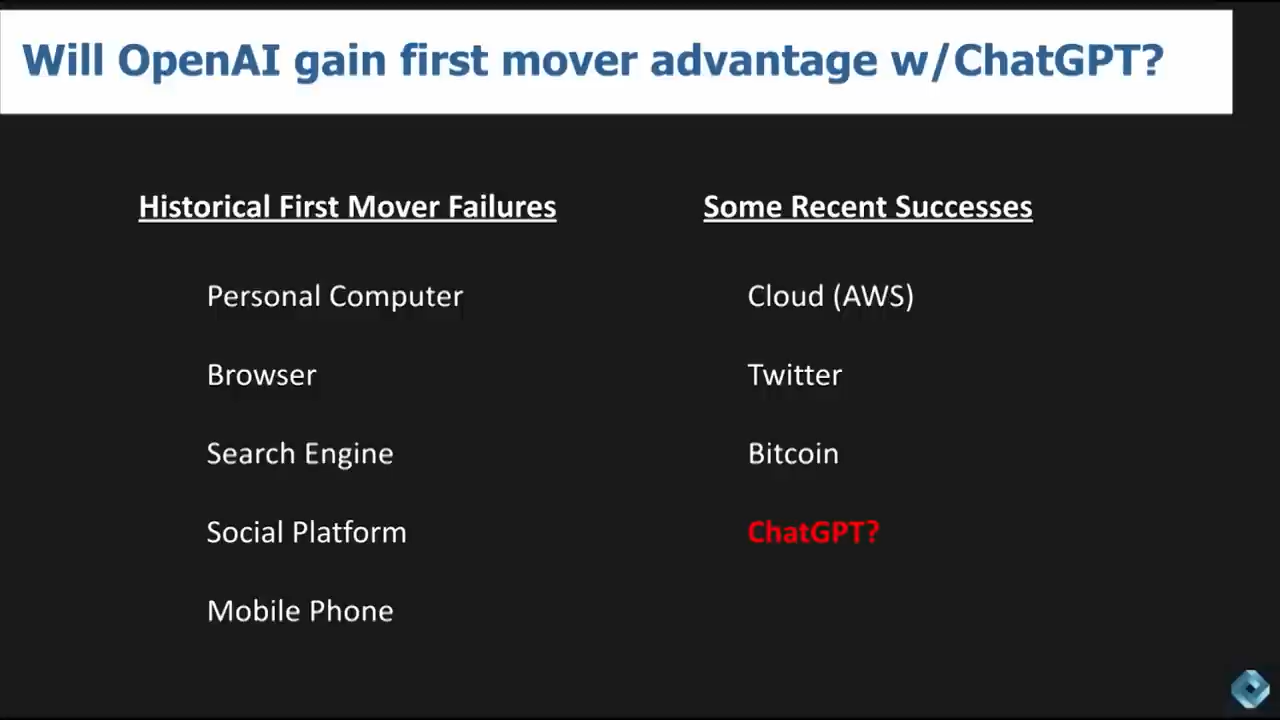 Will OpenAI gain first mover advantage w/ChatGPT?
Historical First Mover Failures
Personal Computer
Browser
Search Engine
Social Platform
Mobile Phone
Some Recent Successes
Cloud (AWS)
Twitter
Bitcoin
ChatGPT?